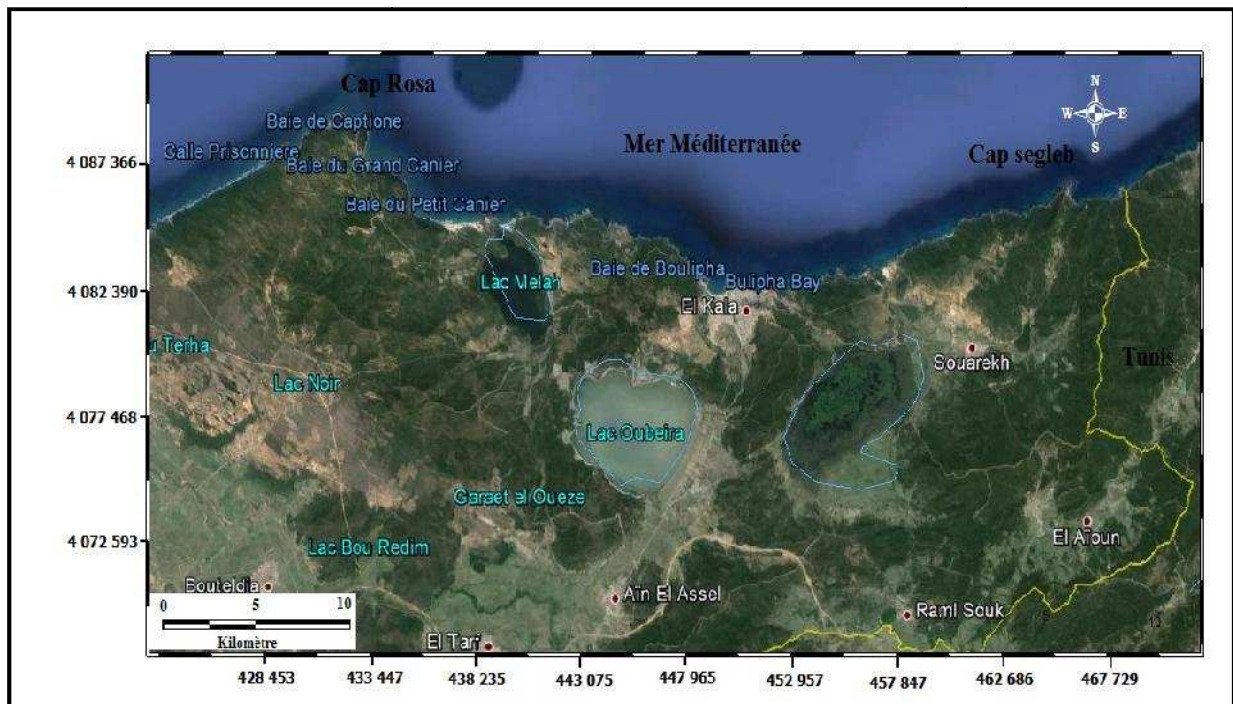 Cap Rosa
N
W
E
S
Baie de Captione
Mer Méditerranée
Cap segleb
Calle Prisonniere
4 087 366
Baie du Grand Canier
Baie du Petit Canier
Lac Melah
Baie de Boulipha
Bulipha Bay
4 082 390
El Kala
Souarekh
Tunis
Lac Noir
4 077 468
Lac Oubeira
Garaet el Oueze
4 072 593
Lac Bou Redim
El Aïoun
Bouteldja
Aïn El Assel
Raml Souk
0 5 10
Kilomètre
El Tarf
428 453 433 447 438 235 443 075 447 965 452 957 457 847 462 686 467 729